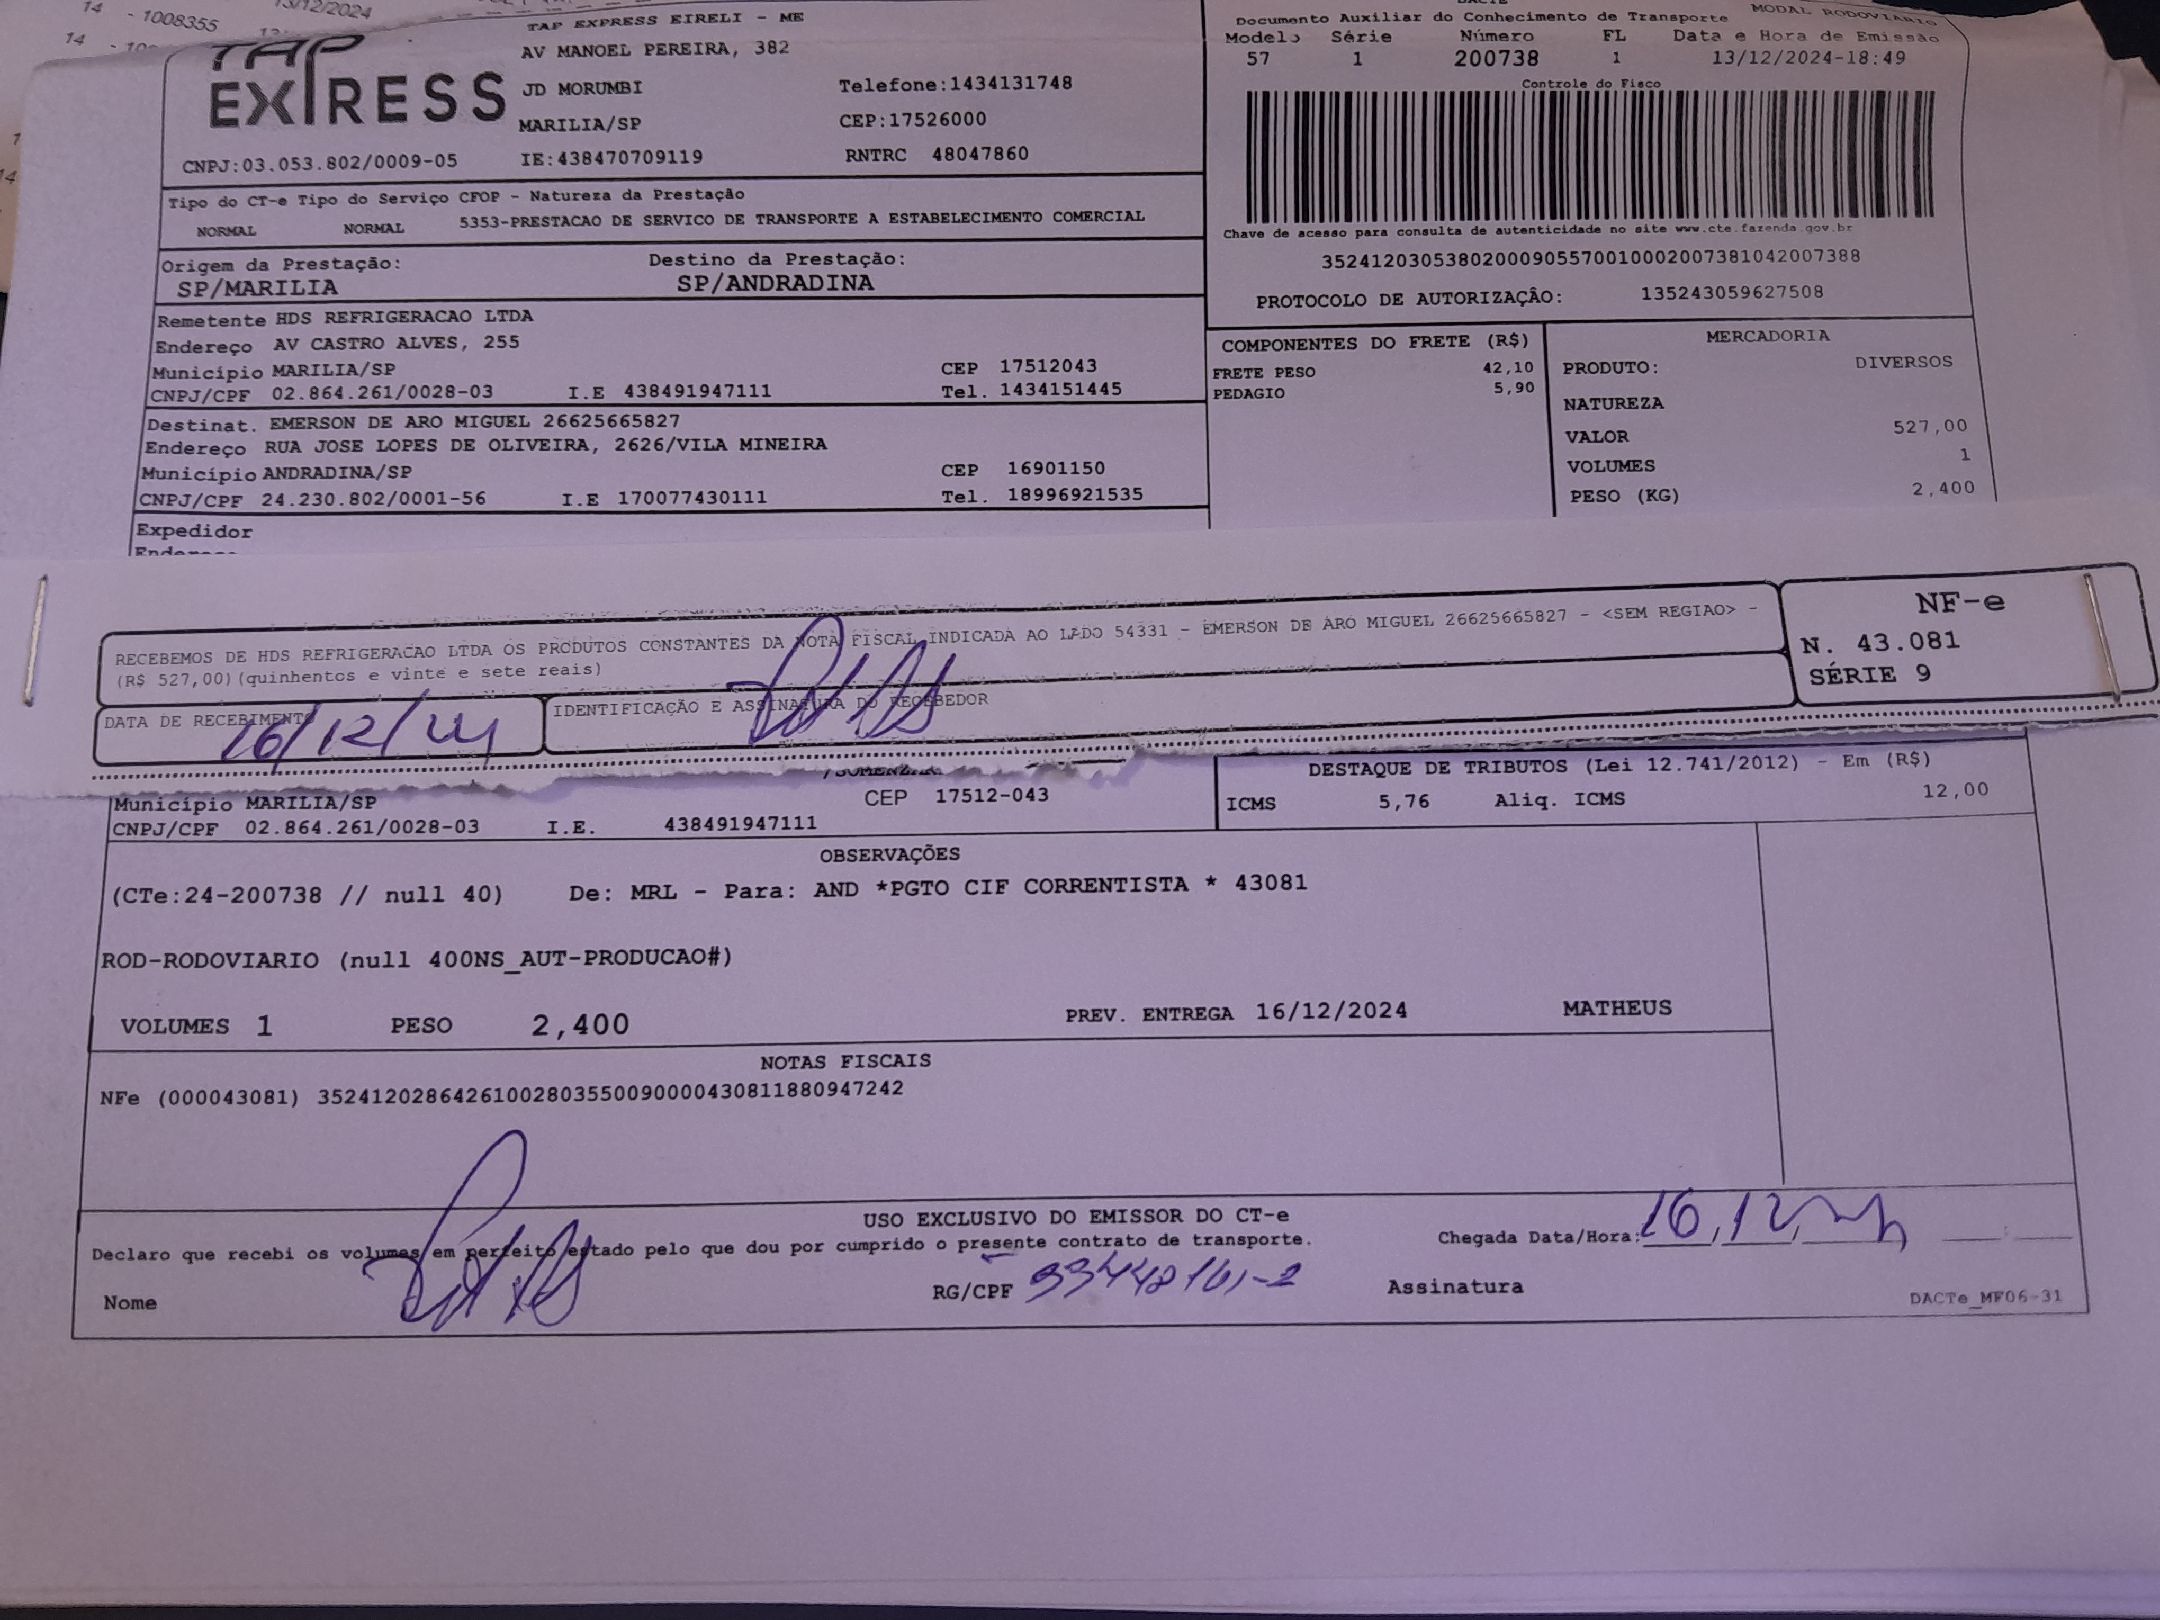 14 - 1008355 13/12/2024
14
14
TAP EXPRESS
TAP EXPRESS EIRELI - ME
AV MANOEL PEREIRA, 382
JD MORUMBI Telefone:1434131748
MARILIA/SP CEP:17526000
CNPJ:03.053.802/0009-05 IE:438470709119 RNTRC 48047860
DACTE
Documento Auxiliar do Conhecimento de Transporte MODAL RODOVIARIO
Modelo Série Número FL Data e Hora de Emissão
57 1 200738 1 13/12/2024-18:49
Controle do Fisco
Chave de acesso para consulta de autenticidade no site www.cte.fazenda.gov.br
35241203053802000905570010002007381042007388
PROTOCOLO DE AUTORIZAÇÂO: 135243059627508
Tipo do CT-e Tipo do Serviço CFOP - Natureza da Prestação
NORMAL NORMAL 5353-PRESTACAO DE SERVICO DE TRANSPORTE A ESTABELECIMENTO COMERCIAL
Origem da Prestação: Destino da Prestação:
SP/MARILIA SP/ANDRADINA
Remetente HDS REFRIGERACAO LTDA
Endereço AV CASTRO ALVES, 255
Município MARILIA/SP CEP 17512043
CNPJ/CPF 02.864.261/0028-03 I.E 438491947111 Tel. 1434151445
Destinat. EMERSON DE ARO MIGUEL 26625665827
Endereço RUA JOSE LOPES DE OLIVEIRA, 2626/VILA MINEIRA
Município ANDRADINA/SP CEP 16901150
CNPJ/CPF 24.230.802/0001-56 I.E 170077430111 Tel. 18996921535
Expedidor
Endereço
COMPONENTES DO FRETE (R$)
FRETE PESO 42,10
PEDAGIO 5,90
MERCADORIA
PRODUTO: DIVERSOS
NATUREZA
VALOR 527,00
VOLUMES 1
PESO (KG) 2,400
RECEBEMOS DE HDS REFRIGERACAO LTDA OS PRODUTOS CONSTANTES DA NOTA FISCAL INDICADA AO LADO 54331 - EMERSON DE ARO MIGUEL 26625665827 - <SEM REGIAO> -
(R$ 527,00)(quinhentos e vinte e sete reais)
DATA DE RECEBIMENTO IDENTIFICAÇÃO E ASSINATURA DO RECEBEDOR
16/12/24
NF-e
N. 43.081
SÉRIE 9
Município MARILIA/SP CEP 17512-043
CNPJ/CPF 02.864.261/0028-03 I.E. 438491947111
DESTAQUE DE TRIBUTOS (Lei 12.741/2012) - Em (R$)
ICMS 5,76 Aliq. ICMS 12,00
OBSERVAÇÕES
(CTe:24-200738 // null 40) De: MRL - Para: AND *PGTO CIF CORRENTISTA * 43081
ROD-RODOVIARIO (null 400NS_AUT-PRODUCAO#)
VOLUMES 1 PESO 2,400 PREV. ENTREGA 16/12/2024 MATHEUS
NOTAS FISCAIS
NFe (000043081) 35241202864261002803550090000430811880947242
USO EXCLUSIVO DO EMISSOR DO CT-e
Declaro que recebi os volumes em perfeito estado pelo que dou por cumprido o presente contrato de transporte. Chegada Data/Hora: 16,12,24
Nome RG/CPF Assinatura
DACTe_MF06-31